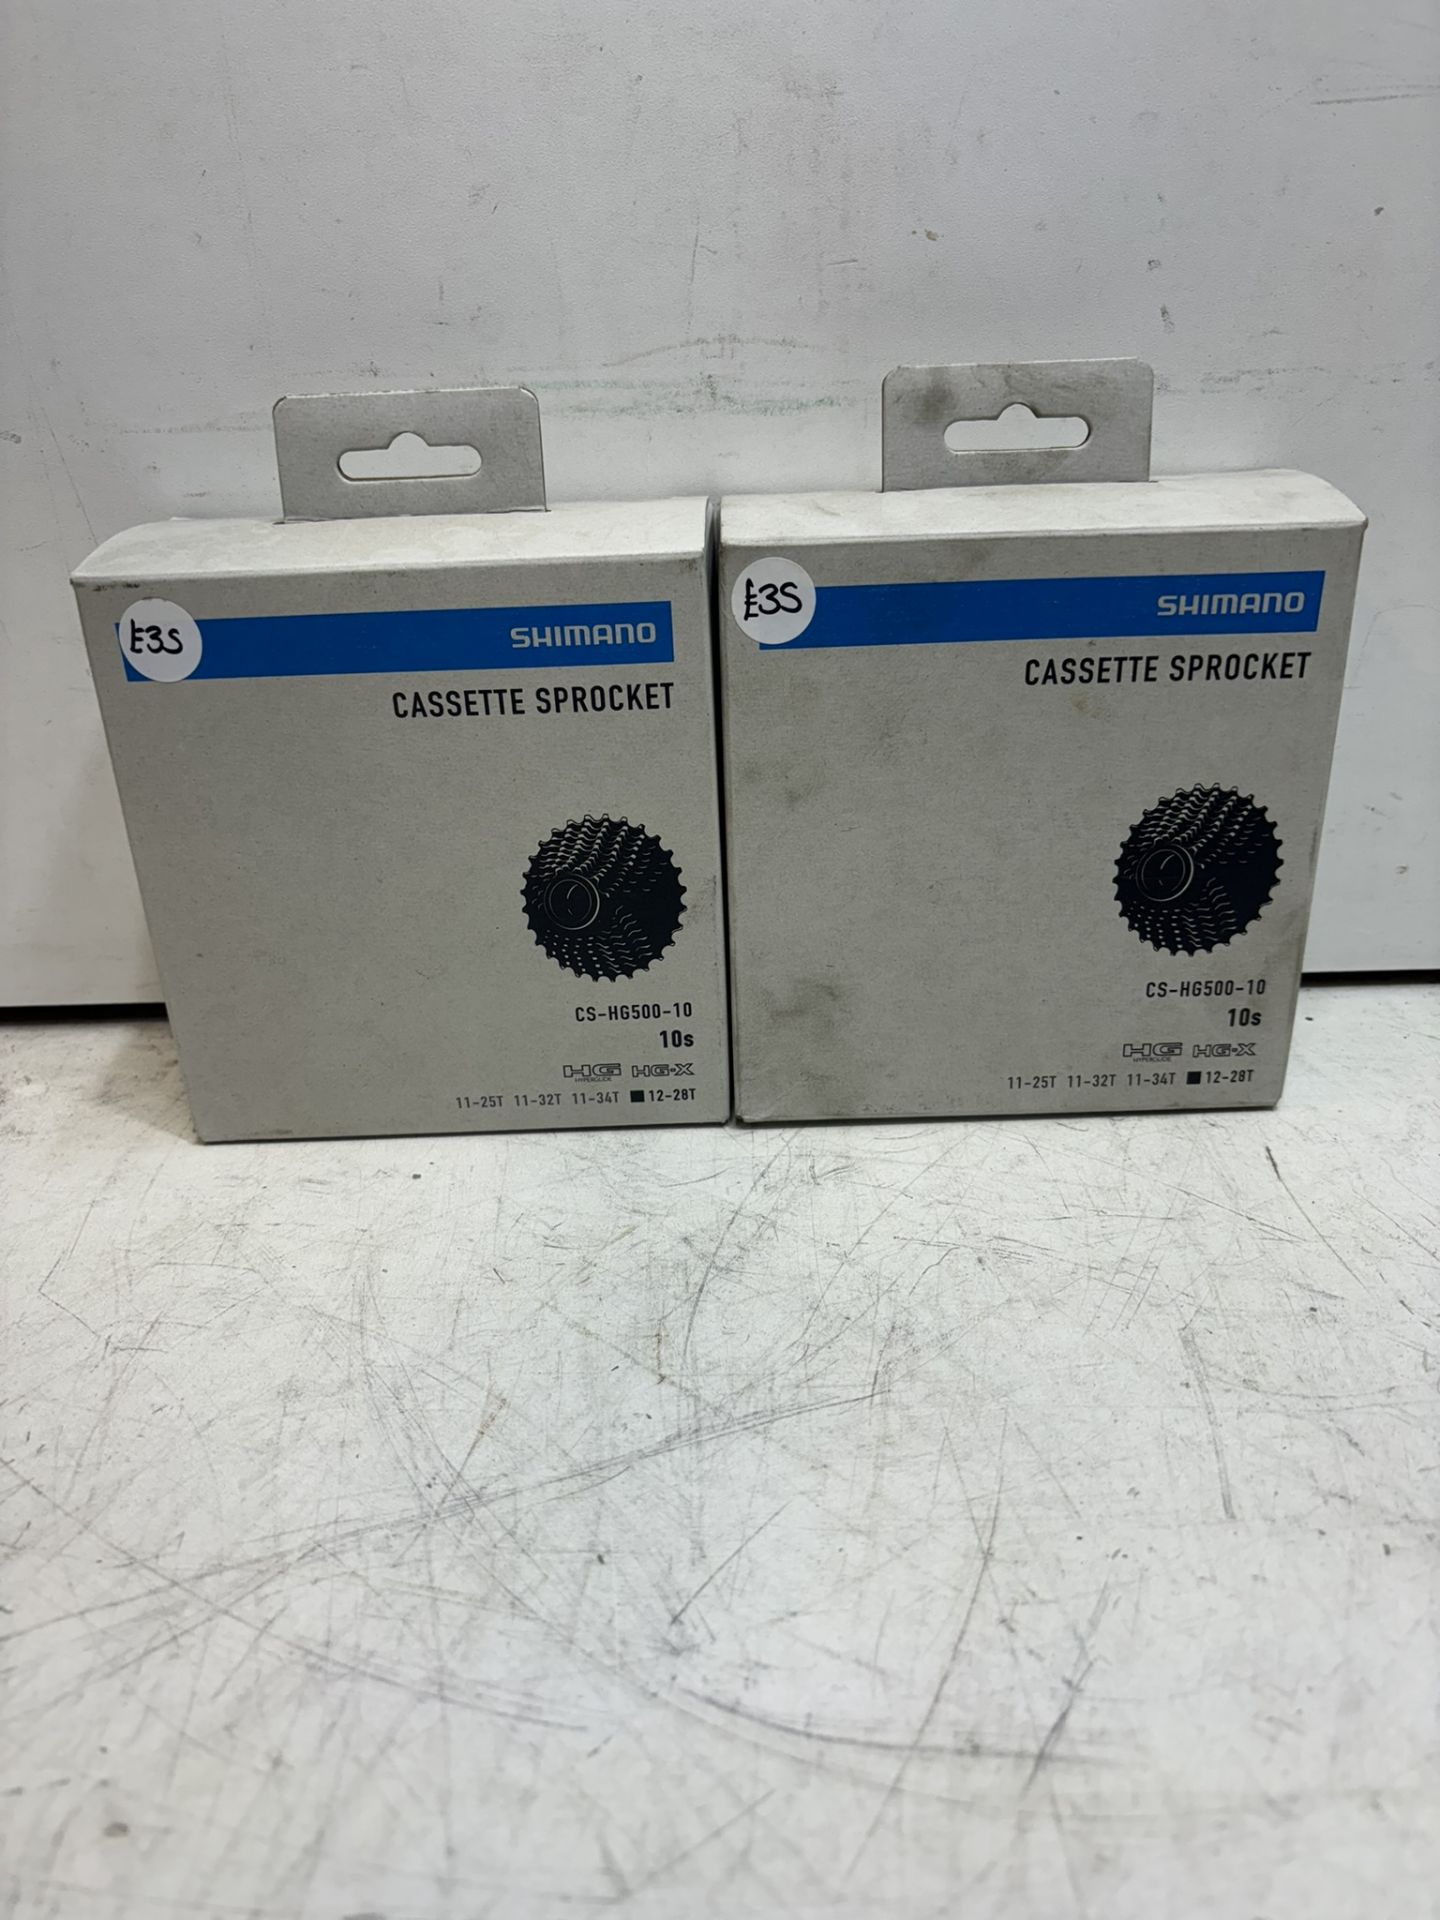 £35
SHIMANO
CASSETTE SPROCKET
CS-HG500-10
10s
HG HG-X
HYPERGLIDE
11-25T 11-32T 11-34T ■ 12-28T
£35
SHIMANO
CASSETTE SPROCKET
CS-HG500-10
10s
HG HG-X
HYPERGLIDE
11-25T 11-32T 11-34T ■ 12-28T